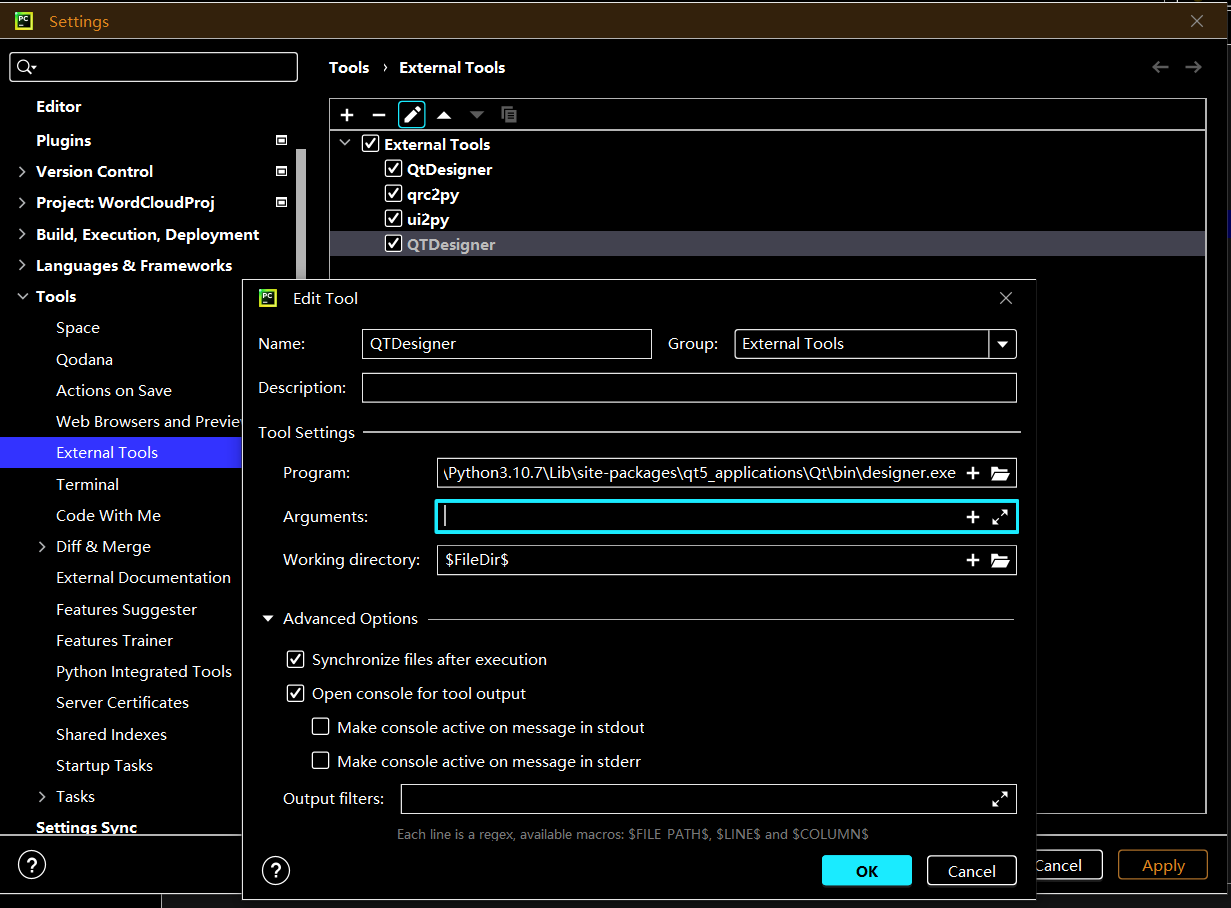 Settings
Tools › External Tools
Editor
Plugins
Version Control
Project: WordCloudProj
Build, Execution, Deployment
Languages & Frameworks
Tools
Space
Qodana
Actions on Save
Web Browsers and Preview
External Tools
Terminal
Code With Me
Diff & Merge
External Documentation
Features Suggester
Features Trainer
Python Integrated Tools
Server Certificates
Shared Indexes
Startup Tasks
Tasks
Settings Sync
External Tools
QtDesigner
qrc2py
ui2py
QTDesigner
Edit Tool
Name: QTDesigner Group: External Tools
Description:
Tool Settings
Program: \Python3.10.7\Lib\site-packages\qt5_applications\Qt\bin\designer.exe
Arguments:
Working directory: $FileDir$
Advanced Options
Synchronize files after execution
Open console for tool output
Make console active on message in stdout
Make console active on message in stderr
Output filters:
Each line is a regex, available macros: $FILE_PATH$, $LINE$ and $COLUMN$
? OK Cancel
? Cancel Apply